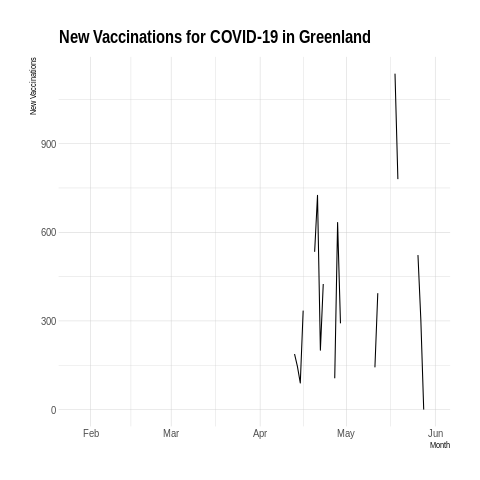 New Vaccinations for COVID-19 in Greenland
New Vaccinations
900
600
300
0
Feb Mar Apr May Jun
Month